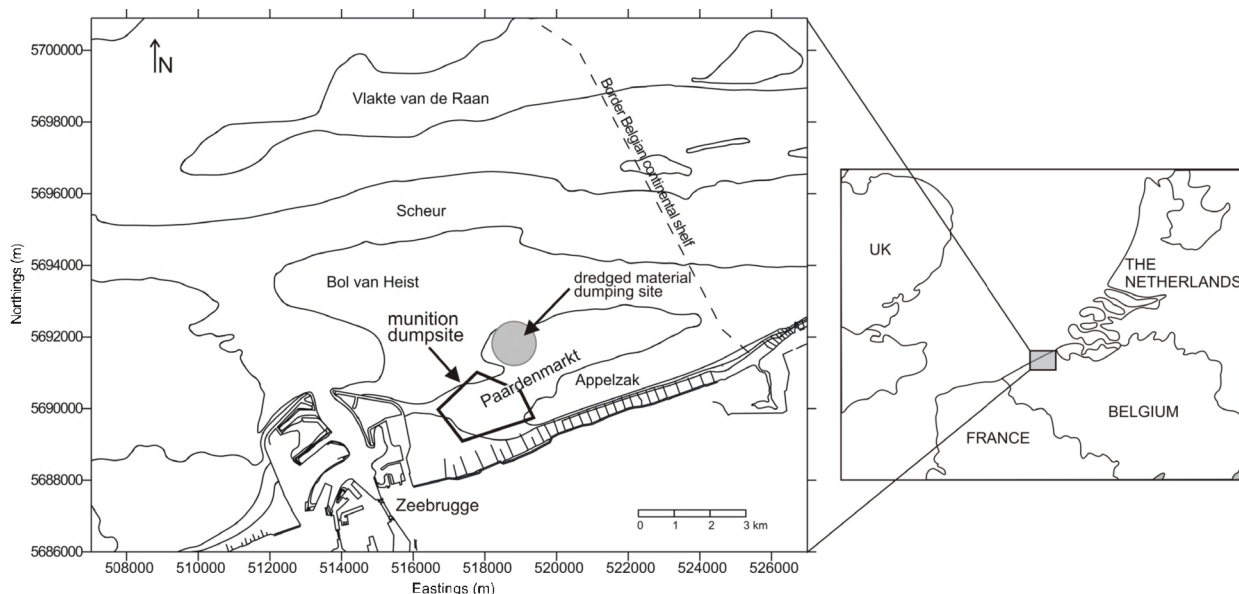 5700000
N
Vlakte van de Raan
5698000
Border Belgian continental shelf
5696000
Scheur
UK
Northings (m)
5694000
Bol van Heist
dredged material
dumping site
THE
NETHERLANDS
munition
dumpsite
5692000
Paardenmarkt
Appelzak
5690000
BELGIUM
FRANCE
5688000
Zeebrugge
0 1 2 3 km
5686000
508000 510000 512000 514000 516000 518000 520000 522000 524000 526000
Eastings (m)